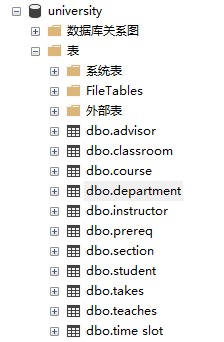 university
数据库关系图
表
系统表
FileTables
外部表
dbo.advisor
dbo.classroom
dbo.course
dbo.department
dbo.instructor
dbo.prereq
dbo.section
dbo.student
dbo.takes
dbo.teaches
dbo.time slot